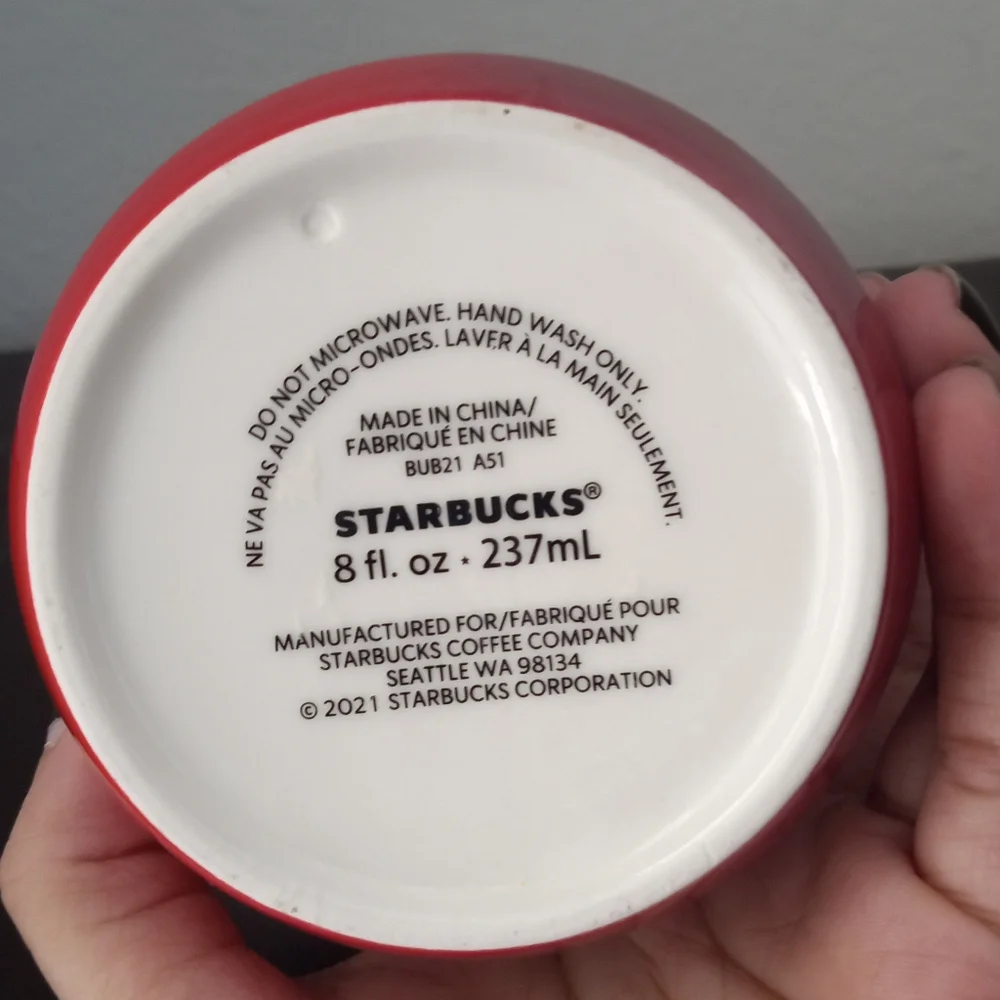 DO NOT MICROWAVE. HAND WASH ONLY.
NE VA PAS AU MICRO-ONDES. LAVER À LA MAIN SEULEMENT.
MADE IN CHINA/
FABRIQUÉ EN CHINE
BUB21 A51
STARBUCKS®
8 fl. oz ⋆ 237mL
MANUFACTURED FOR/FABRIQUÉ POUR
STARBUCKS COFFEE COMPANY
SEATTLE WA 98134
© 2021 STARBUCKS CORPORATION